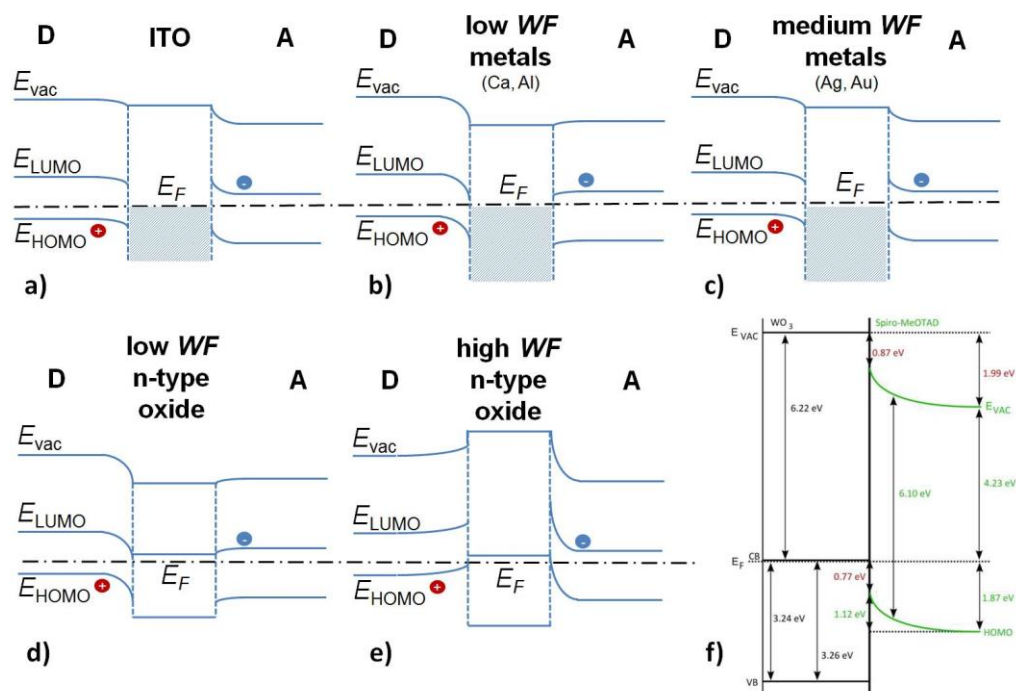 D ITO A
E_vac
E_LUMO
E_F
E_HOMO +
-
a)
D low WF metals A
(Ca, Al)
E_vac
E_LUMO
E_F
E_HOMO +
-
b)
D medium WF metals A
(Ag, Au)
E_vac
E_LUMO
E_F
E_HOMO +
-
c)
D low WF n-type oxide A
E_vac
E_LUMO
E_F
E_HOMO +
-
d)
D high WF n-type oxide A
E_vac
E_LUMO
E_F
E_HOMO +
-
e)
WO3 Spiro-MeOTAD
E VAC
0.87 eV
1.99 eV
E VAC
6.22 eV
6.10 eV
4.23 eV
CB
E F
0.77 eV
1.12 eV
1.87 eV
HOMO
3.24 eV
3.26 eV
VB
f)